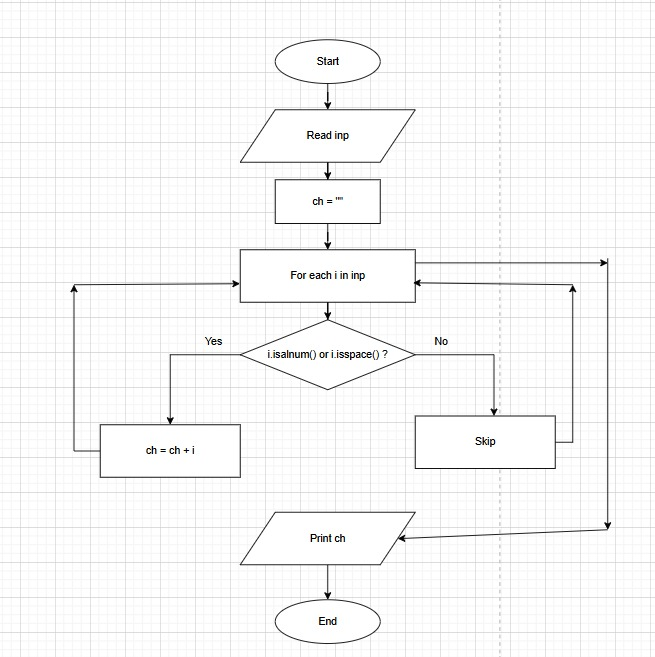 Start
Read inp
ch = ""
For each i in inp
i.isalnum() or i.isspace() ?
Yes
No
ch = ch + i
Skip
Print ch
End